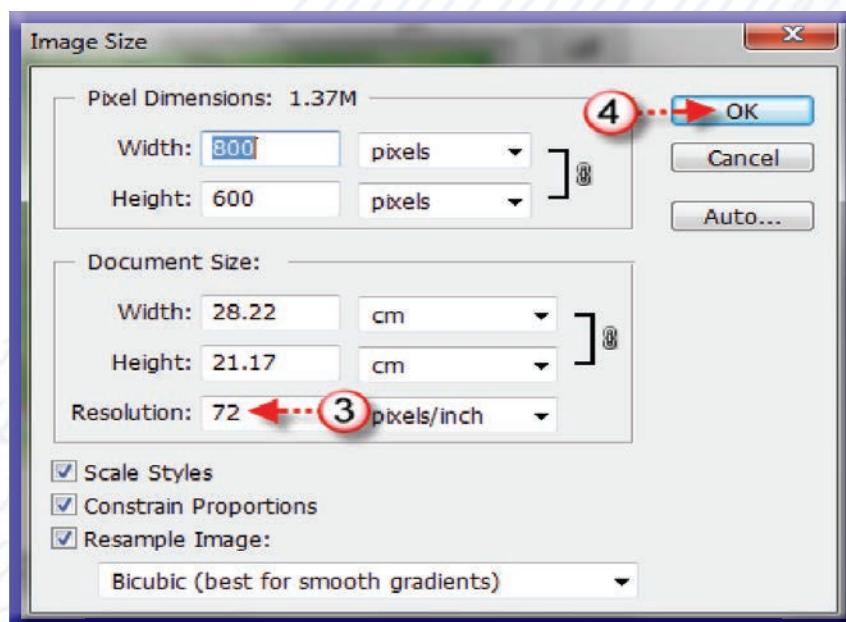 Image Size
Pixel Dimensions: 1.37M
Width: 800 pixels
Height: 600 pixels
4
OK
Cancel
Auto...
Document Size:
Width: 28.22 cm
Height: 21.17 cm
Resolution: 72 3 pixels/inch
Scale Styles
Constrain Proportions
Resample Image:
Bicubic (best for smooth gradients)